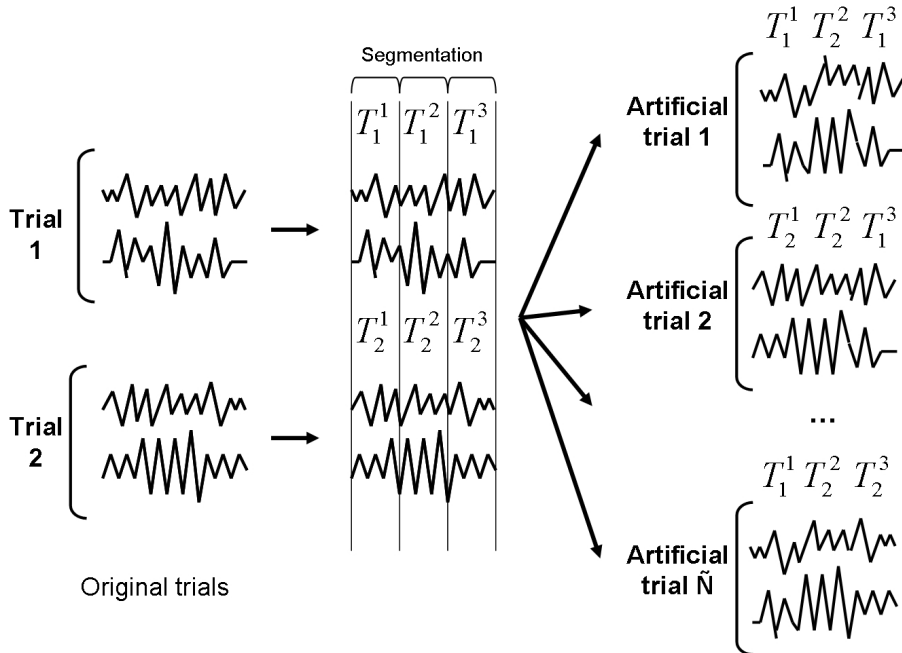 Segmentation
T_1^1 T_1^2 T_1^3
Trial
1
T_2^1 T_2^2 T_2^3
Trial
2
Original trials
T_1^1 T_2^2 T_1^3
Artificial
trial 1
T_2^1 T_2^2 T_1^3
Artificial
trial 2
...
T_1^1 T_2^2 T_2^3
Artificial
trial Ñ